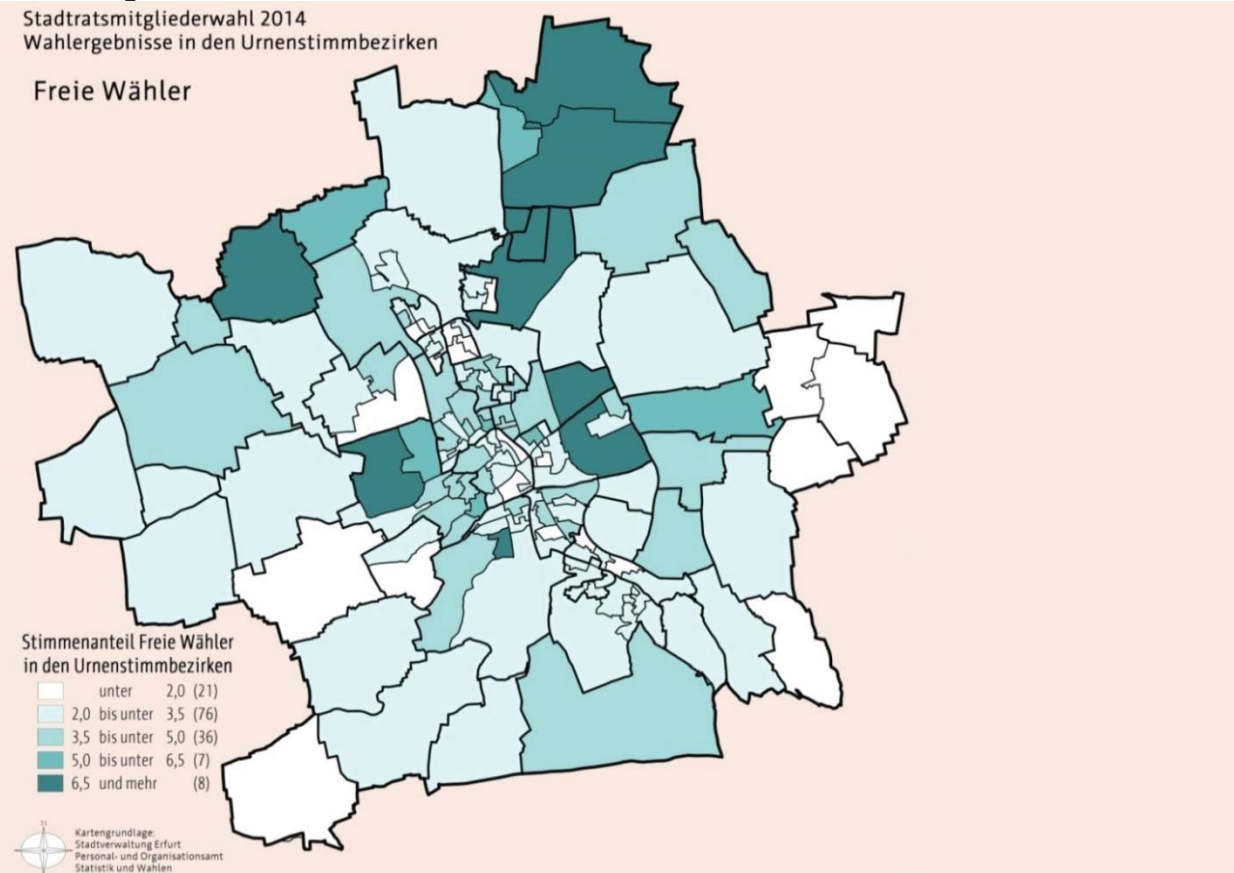 Stadtratsmitgliederwahl 2014
Wahlergebnisse in den Urnenstimmbezirken
Freie Wähler
Stimmenanteil Freie Wähler
in den Urnenstimmbezirken
unter 2,0 (21)
2,0 bis unter 3,5 (76)
3,5 bis unter 5,0 (36)
5,0 bis unter 6,5 (7)
6,5 und mehr (8)
Kartengrundlage:
Stadtverwaltung Erfurt
Personal- und Organisationsamt
Statistik und Wahlen